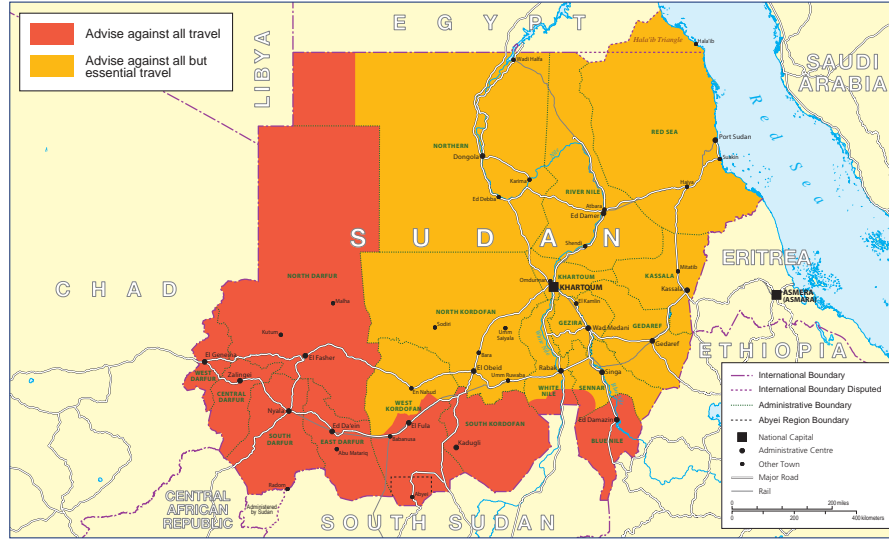 Advise against all travel
Advise against all but
essential travel
LIBYA
EGYPT
SAUDI
ARABIA
Red Sea
Hala'ib Triangle
Hala'ib
Wadi Halfa
RED SEA
Port Sudan
Suakin
NORTHERN
Dongola
Karima
Ed Debba
RIVER NILE
Haiya
Atbara
Ed Damer
SUDAN
Shendi
ERITREA
CHAD
NORTH DARFUR
Malha
Omdurman
KHARTOUM
KHARTOUM
KASSALA
Mitatib
Kassala
ASMERA
(ASMARA)
El Kamlin
NORTH KORDOFAN
Sodiri
Umm
Saiyala
GEZIRA
Wad Medani
GEDAREF
Gedaref
ETHIOPIA
Kutum
El Geneina
El Fasher
Bara
El Obeid
Rabak
Singa
WEST
DARFUR
Zalingei
CENTRAL
DARFUR
En Nahud
Umm Ruwaba
WHITE
NILE
SENNAR
WEST
KORDOFAN
Nyala
Ed Da'ein
El Fula
Babanusa
SOUTH KORDOFAN
Kadugli
Ed Damazin
BLUE NILE
SOUTH
DARFUR
EAST DARFUR
Abu Matariq
Radom
Abyei
CENTRAL
AFRICAN
REPUBLIC
Administered
by Sudan
SOUTH SUDAN
International Boundary
International Boundary Disputed
Administrative Boundary
Abyei Region Boundary
National Capital
Administrative Centre
Other Town
Major Road
Rail
0 200 miles
0 200 400 kilometers